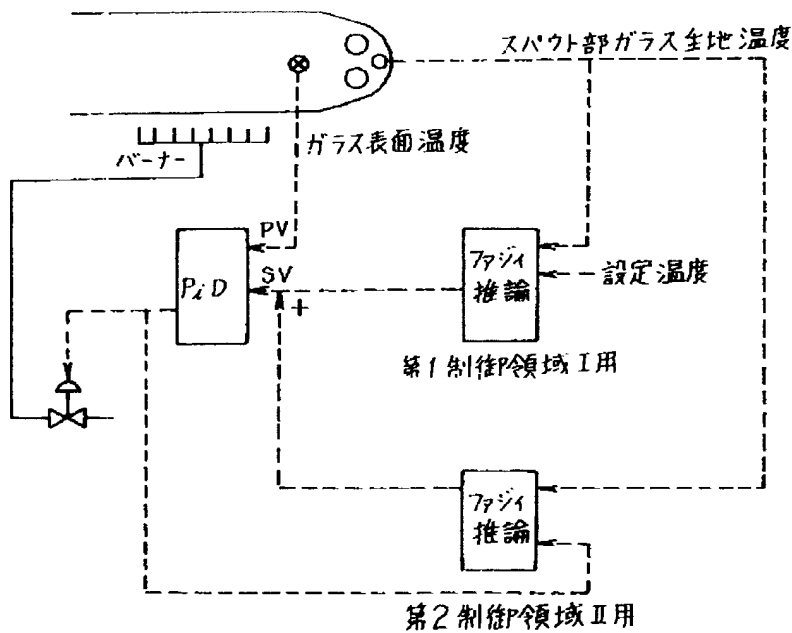 スパウト部ガラス生地温度
ガラス表面温度
バーナー
PV
SV
PiD
+
ファジィ
推論
設定温度
第1制御領域I用
ファジィ
推論
第2制御領域II用